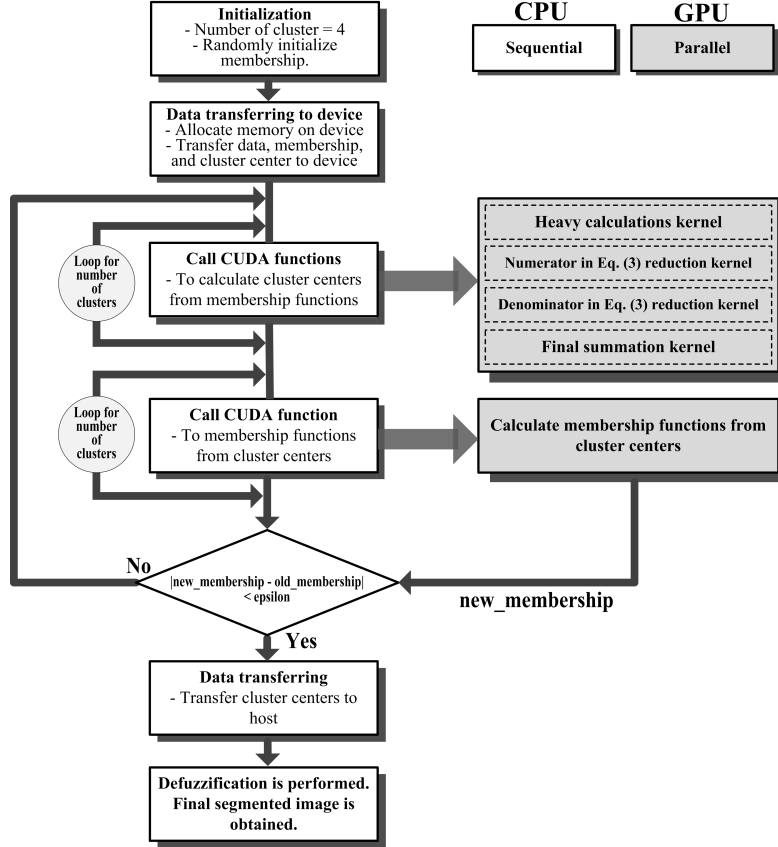 Initialization
- Number of cluster = 4
- Randomly initialize
membership.
CPU
GPU
Sequential
Parallel
Data transferring to device
- Allocate memory on device
- Transfer data, membership,
and cluster center to device
Loop for
number
of
clusters
Call CUDA functions
- To calculate cluster centers
from membership functions
Heavy calculations kernel
Numerator in Eq. (3) reduction kernel
Denominator in Eq. (3) reduction kernel
Final summation kernel
Loop for
number
of
clusters
Call CUDA function
- To membership functions
from cluster centers
Calculate membership functions from
cluster centers
No
|new_membership - old_membership|
< epsilon
new_membership
Yes
Data transferring
- Transfer cluster centers to
host
Defuzzification is performed.
Final segmented image is
obtained.